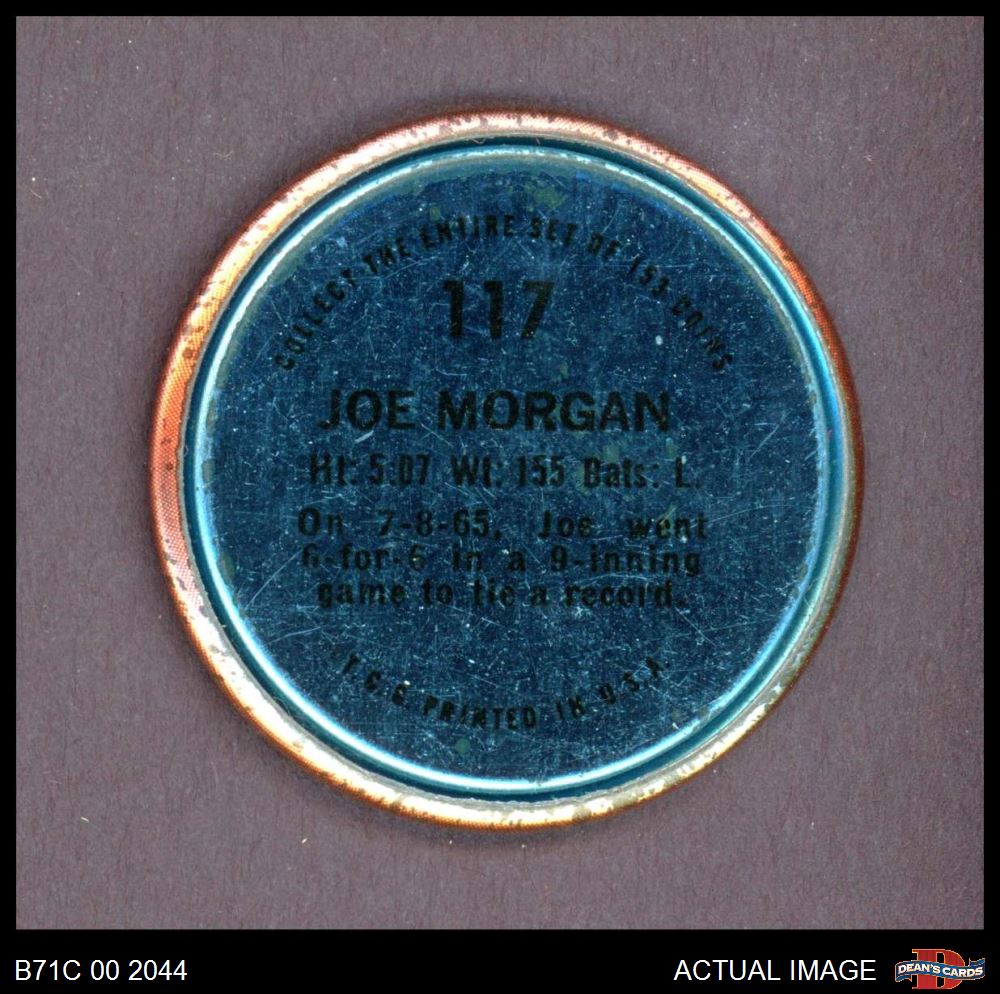 COLLECT THE ENTIRE SET OF 153 COINS
117
JOE MORGAN
Ht: 5:07 Wt: 155 Bats: L.
On 7-8-65, Joe went
6-for-6 in a 9-inning
game to tie a record.
T.C.G. PRINTED IN U.S.A.
B71C 00 2044
ACTUAL IMAGE
DEAN'S CARDS